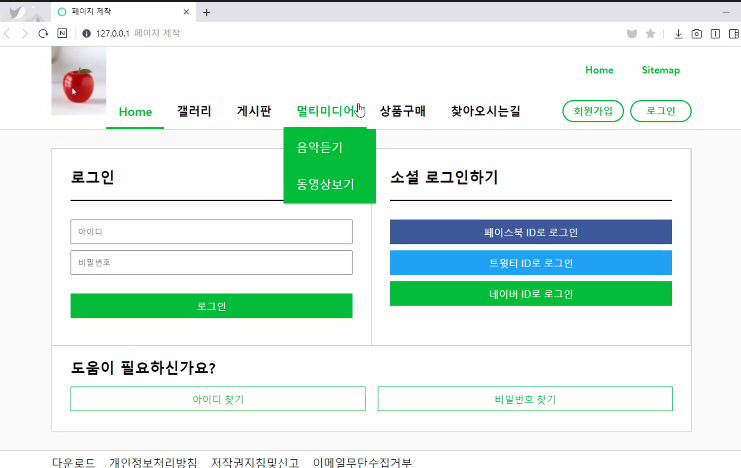 페이지 제작
127.0.0.1 페이지 제작
Home Sitemap
Home 갤러리 게시판 멀티미디어 상품구매 찾아오시는길 회원가입 로그인
음악듣기
동영상보기
로그인
아이디
비밀번호
로그인
소셜 로그인하기
페이스북 ID로 로그인
트윗터 ID로 로그인
네이버 ID로 로그인
도움이 필요하신가요?
아이디 찾기 비밀번호 찾기
다운로드 개인정보처리방침 저작권지침및신고 이메일무단수집거부